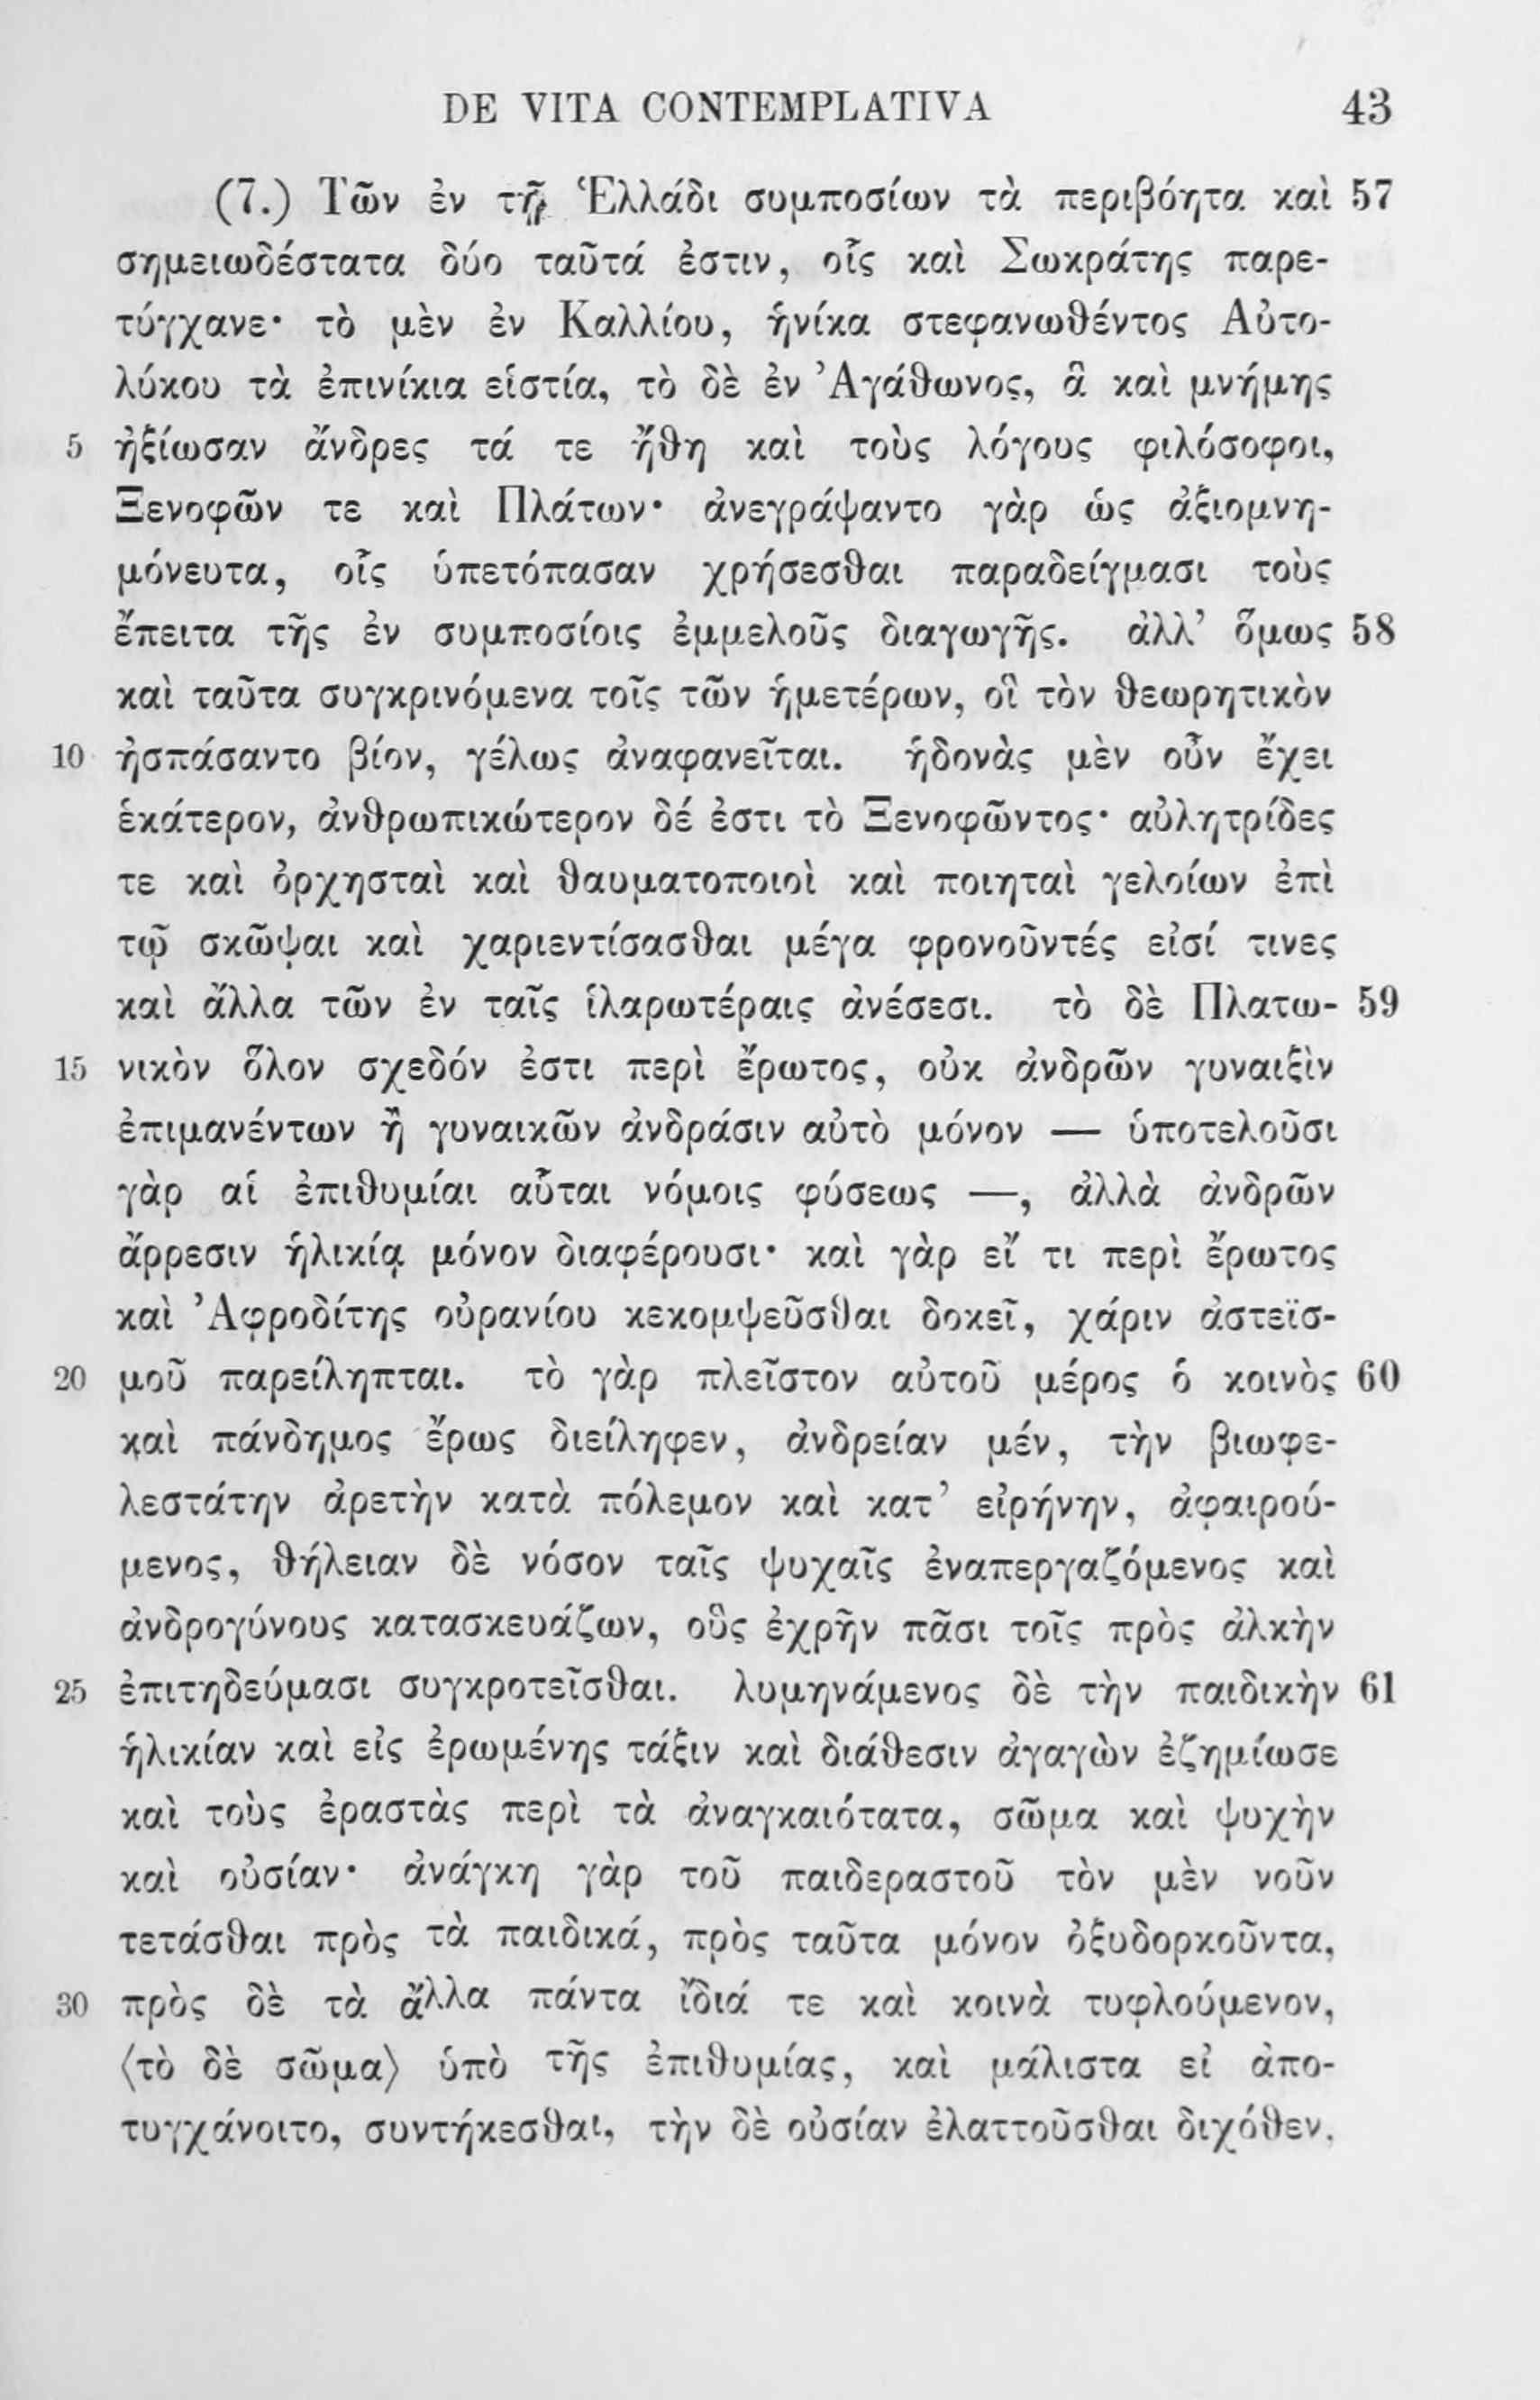 DE VITA CONTEMPLATIVA 43
(7.) Τῶν ἐν τῇ Ἑλλάδι συμποσίων τὰ περιβόητα καὶ 57
σημειωδέστατα δύο ταῦτά ἐστιν, οἷς καὶ Σωκράτης παρε-
τύγχανε· τὸ μὲν ἐν Καλλίου, ἡνίκα στεφανωθέντος Αὐτο-
λύκου τὰ ἐπινίκια εἱστία, τὸ δὲ ἐν Ἀγάθωνος, ἃ καὶ μνήμης
5 ἠξίωσαν ἄνδρες τά τε ἤθη καὶ τοὺς λόγους φιλόσοφοι,
Ξενοφῶν τε καὶ Πλάτων· ἀνεγράψαντο γὰρ ὡς ἀξιομνη-
μόνευτα, οἷς ὑπετόπασαν χρήσεσθαι παραδείγμασι τοὺς
ἔπειτα τῆς ἐν συμποσίοις ἐμμελοῦς διαγωγῆς. ἀλλ’ ὅμως 58
καὶ ταῦτα συγκρινόμενα τοῖς τῶν ἡμετέρων, οἳ τὸν θεωρητικὸν
10 ἠσπάσαντο βίον, γέλως ἀναφανεῖται. ἡδονὰς μὲν οὖν ἔχει
ἑκάτερον, ἀνθρωπικώτερον δέ ἐστι τὸ Ξενοφῶντος· αὐλητρίδες
τε καὶ ὀρχησταὶ καὶ θαυματοποιοὶ καὶ ποιηταὶ γελοίων ἐπὶ
τῷ σκῶψαι καὶ χαριεντίσασθαι μέγα φρονοῦντές εἰσί τινες
καὶ ἄλλα τῶν ἐν ταῖς ἱλαρωτέραις ἀνέσεσι. τὸ δὲ Πλατω- 59
15 νικὸν ὅλον σχεδόν ἐστι περὶ ἔρωτος, οὐκ ἀνδρῶν γυναιξὶν
ἐπιμανέντων ἢ γυναικῶν ἀνδράσιν αὐτὸ μόνον — ὑποτελοῦσι
γὰρ αἱ ἐπιθυμίαι αὗται νόμοις φύσεως —, ἀλλὰ ἀνδρῶν
ἄρρεσιν ἡλικίᾳ μόνον διαφέρουσι· καὶ γὰρ εἴ τι περὶ ἔρωτος
καὶ Ἀφροδίτης οὐρανίου κεκομψεῦσθαι δοκεῖ, χάριν ἀστεϊσ-
20 μοῦ παρείληπται. τὸ γὰρ πλεῖστον αὐτοῦ μέρος ὁ κοινὸς 60
καὶ πάνδημος ἔρως διείληφεν, ἀνδρείαν μέν, τὴν βιωφε-
λεστάτην ἀρετὴν κατὰ πόλεμον καὶ κατ’ εἰρήνην, ἀφαιρού-
μενος, θήλειαν δὲ νόσον ταῖς ψυχαῖς ἐναπεργαζόμενος καὶ
ἀνδρογύνους κατασκευάζων, οὓς ἐχρῆν πᾶσι τοῖς πρὸς ἀλκὴν
25 ἐπιτηδεύμασι συγκροτεῖσθαι. λυμηνάμενος δὲ τὴν παιδικὴν 61
ἡλικίαν καὶ εἰς ἐρωμένης τάξιν καὶ διάθεσιν ἀγαγὼν ἐζημίωσε
καὶ τοὺς ἐραστὰς περὶ τὰ ἀναγκαιότατα, σῶμα καὶ ψυχὴν
καὶ οὐσίαν· ἀνάγκη γὰρ τοῦ παιδεραστοῦ τὸν μὲν νοῦν
τετάσθαι πρὸς τὰ παιδικά, πρὸς ταῦτα μόνον ὀξυδορκοῦντα,
30 πρὸς δὲ τὰ ἄλλα πάντα ἴδιά τε καὶ κοινὰ τυφλούμενον,
⟨τὸ δὲ σῶμα⟩ ὑπὸ τῆς ἐπιθυμίας, καὶ μάλιστα εἰ ἀπο-
τυγχάνοιτο, συντήκεσθαι, τὴν δὲ οὐσίαν ἐλαττοῦσθαι διχόθεν.